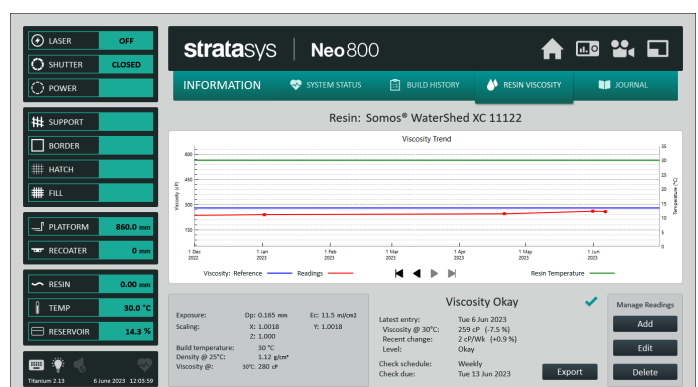 LASER OFF
SHUTTER CLOSED
POWER
SUPPORT
BORDER
HATCH
FILL
PLATFORM 860.0 mm
RECOATER 0 mm
RESIN 0.00 mm
TEMP 30.0 °C
RESERVOIR 14.3 %
Titanium 2.13 6 June 2023 12:03:59
stratasys Neo800
INFORMATION SYSTEM STATUS BUILD HISTORY RESIN VISCOSITY JOURNAL
Resin: Somos® WaterShed XC 11122
Viscosity Trend
Viscosity (cP)
600
450
300
150
35
30
25
20
15
10
5
0
Temperature (°C)
1 Dec 1 Jan 1 Feb 1 Mar 1 Apr 1 May 1 Jun
2022 2023 2023 2023 2023 2023 2023
Viscosity: Reference Readings Resin Temperature
Exposure: Dp: 0.165 mm Ec: 11.5 mJ/cm2
Scaling: X: 1.0018 Y: 1.0018
Z: 1.000
Build temperature: 30 °C
Density @ 25°C: 1.12 g/cm³
Viscosity @: 30°C: 280 cP
Viscosity Okay
Latest entry: Tue 6 Jun 2023
Viscosity @ 30°C: 259 cP (-7.5 %)
Recent change: 2 cP/Wk (+0.9 %)
Level: Okay
Check schedule: Weekly
Check due: Tue 13 Jun 2023
Export
Manage Readings
Add
Edit
Delete